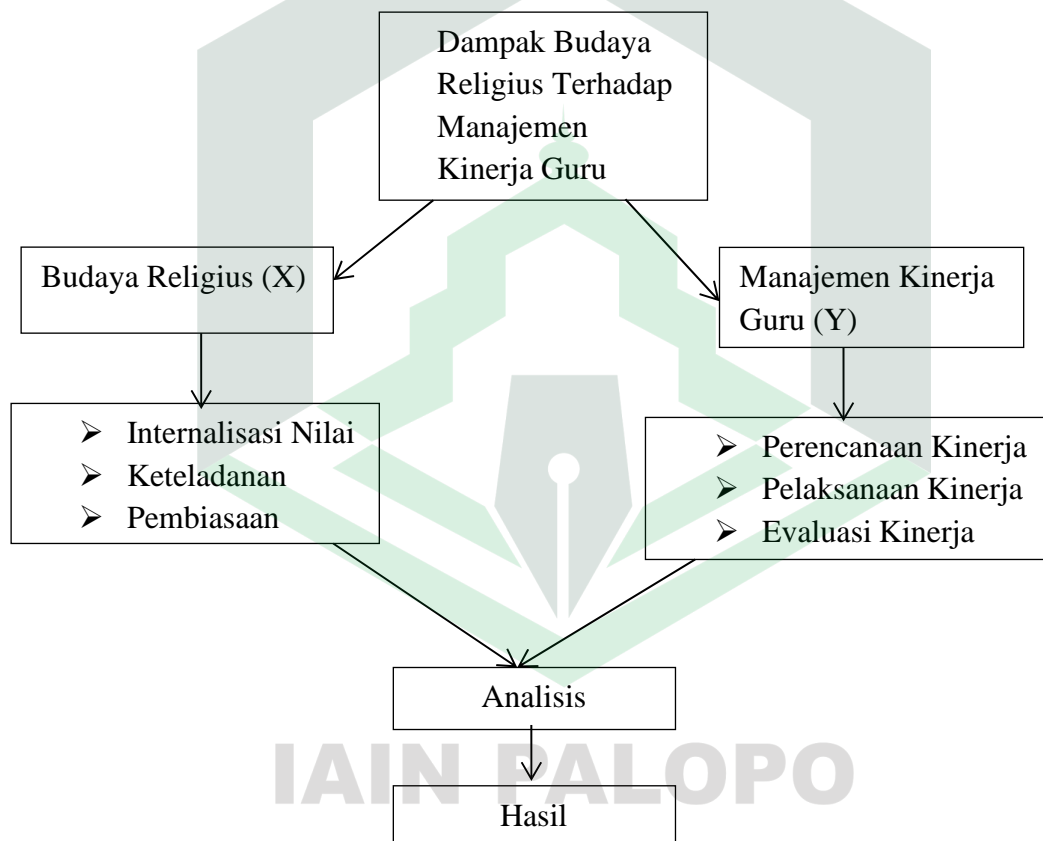 Dampak Budaya
Religius Terhadap
Manajemen
Kinerja Guru
Budaya Religius (X)
Manajemen Kinerja
Guru (Y)
➢ Internalisasi Nilai
➢ Keteladanan
➢ Pembiasaan
➢ Perencanaan Kinerja
➢ Pelaksanaan Kinerja
➢ Evaluasi Kinerja
Analisis
IAIN PALOPO
Hasil